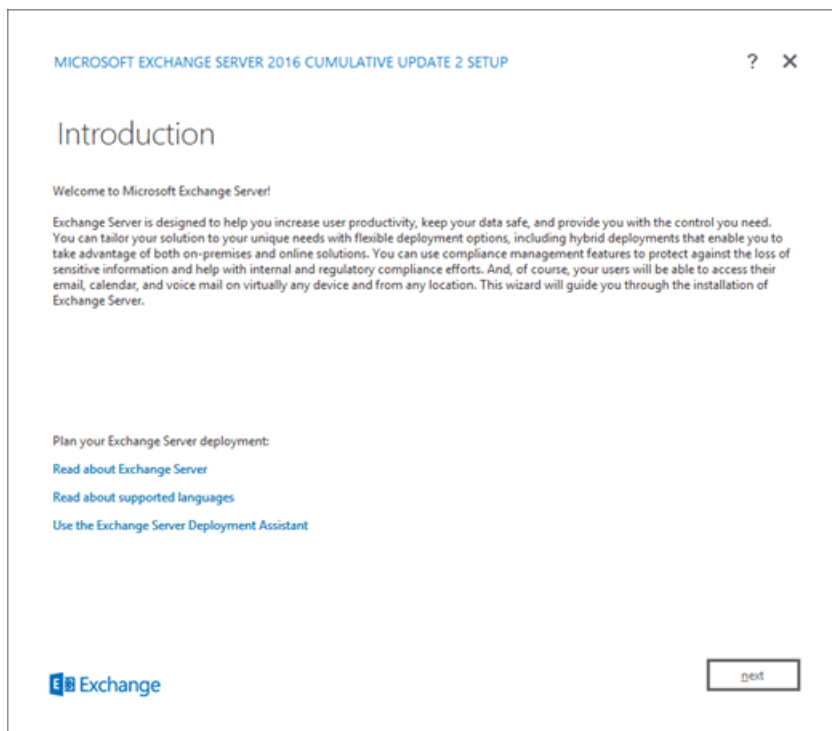 MICROSOFT EXCHANGE SERVER 2016 CUMULATIVE UPDATE 2 SETUP
? ✕
Introduction
Welcome to Microsoft Exchange Server!
Exchange Server is designed to help you increase user productivity, keep your data safe, and provide you with the control you need.
You can tailor your solution to your unique needs with flexible deployment options, including hybrid deployments that enable you to
take advantage of both on-premises and online solutions. You can use compliance management features to protect against the loss of
sensitive information and help with internal and regulatory compliance efforts. And, of course, your users will be able to access their
email, calendar, and voice mail on virtually any device and from any location. This wizard will guide you through the installation of
Exchange Server.
Plan your Exchange Server deployment:
Read about Exchange Server
Read about supported languages
Use the Exchange Server Deployment Assistant
E Exchange
next